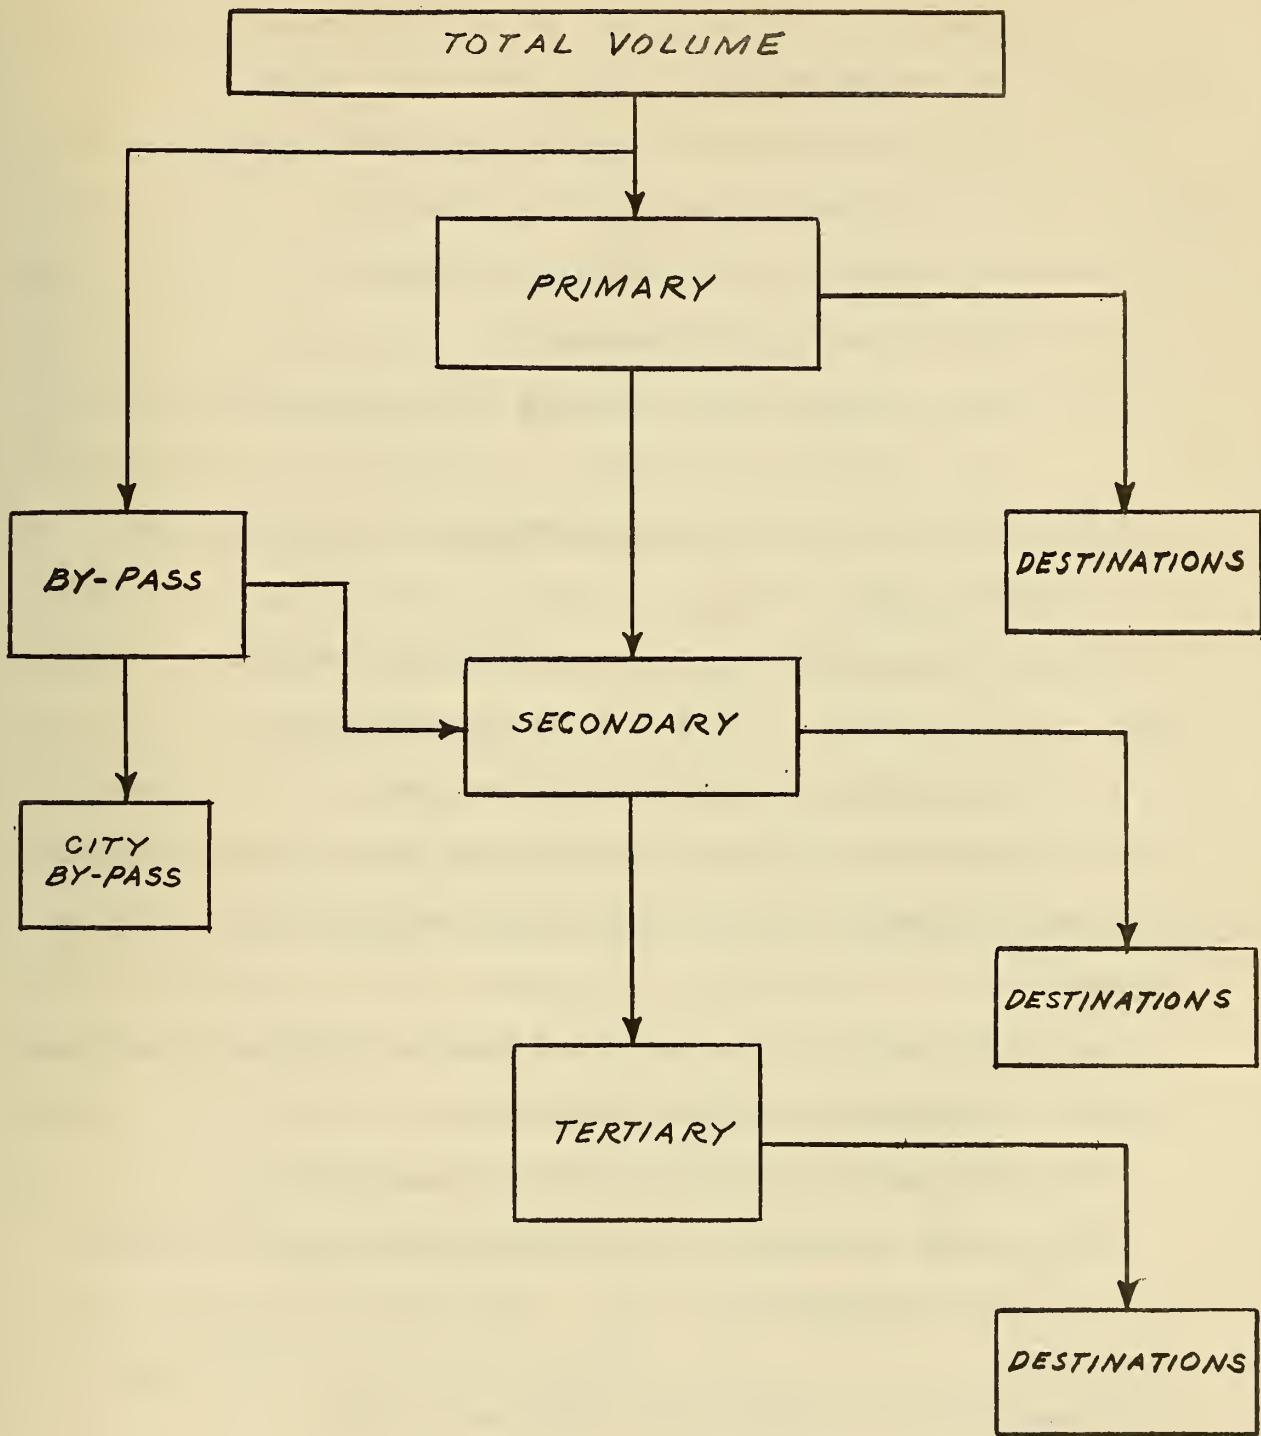 TOTAL VOLUME
PRIMARY
DESTINATIONS
BY-PASS
SECONDARY
CITY
BY-PASS
DESTINATIONS
TERTIARY
DESTINATIONS